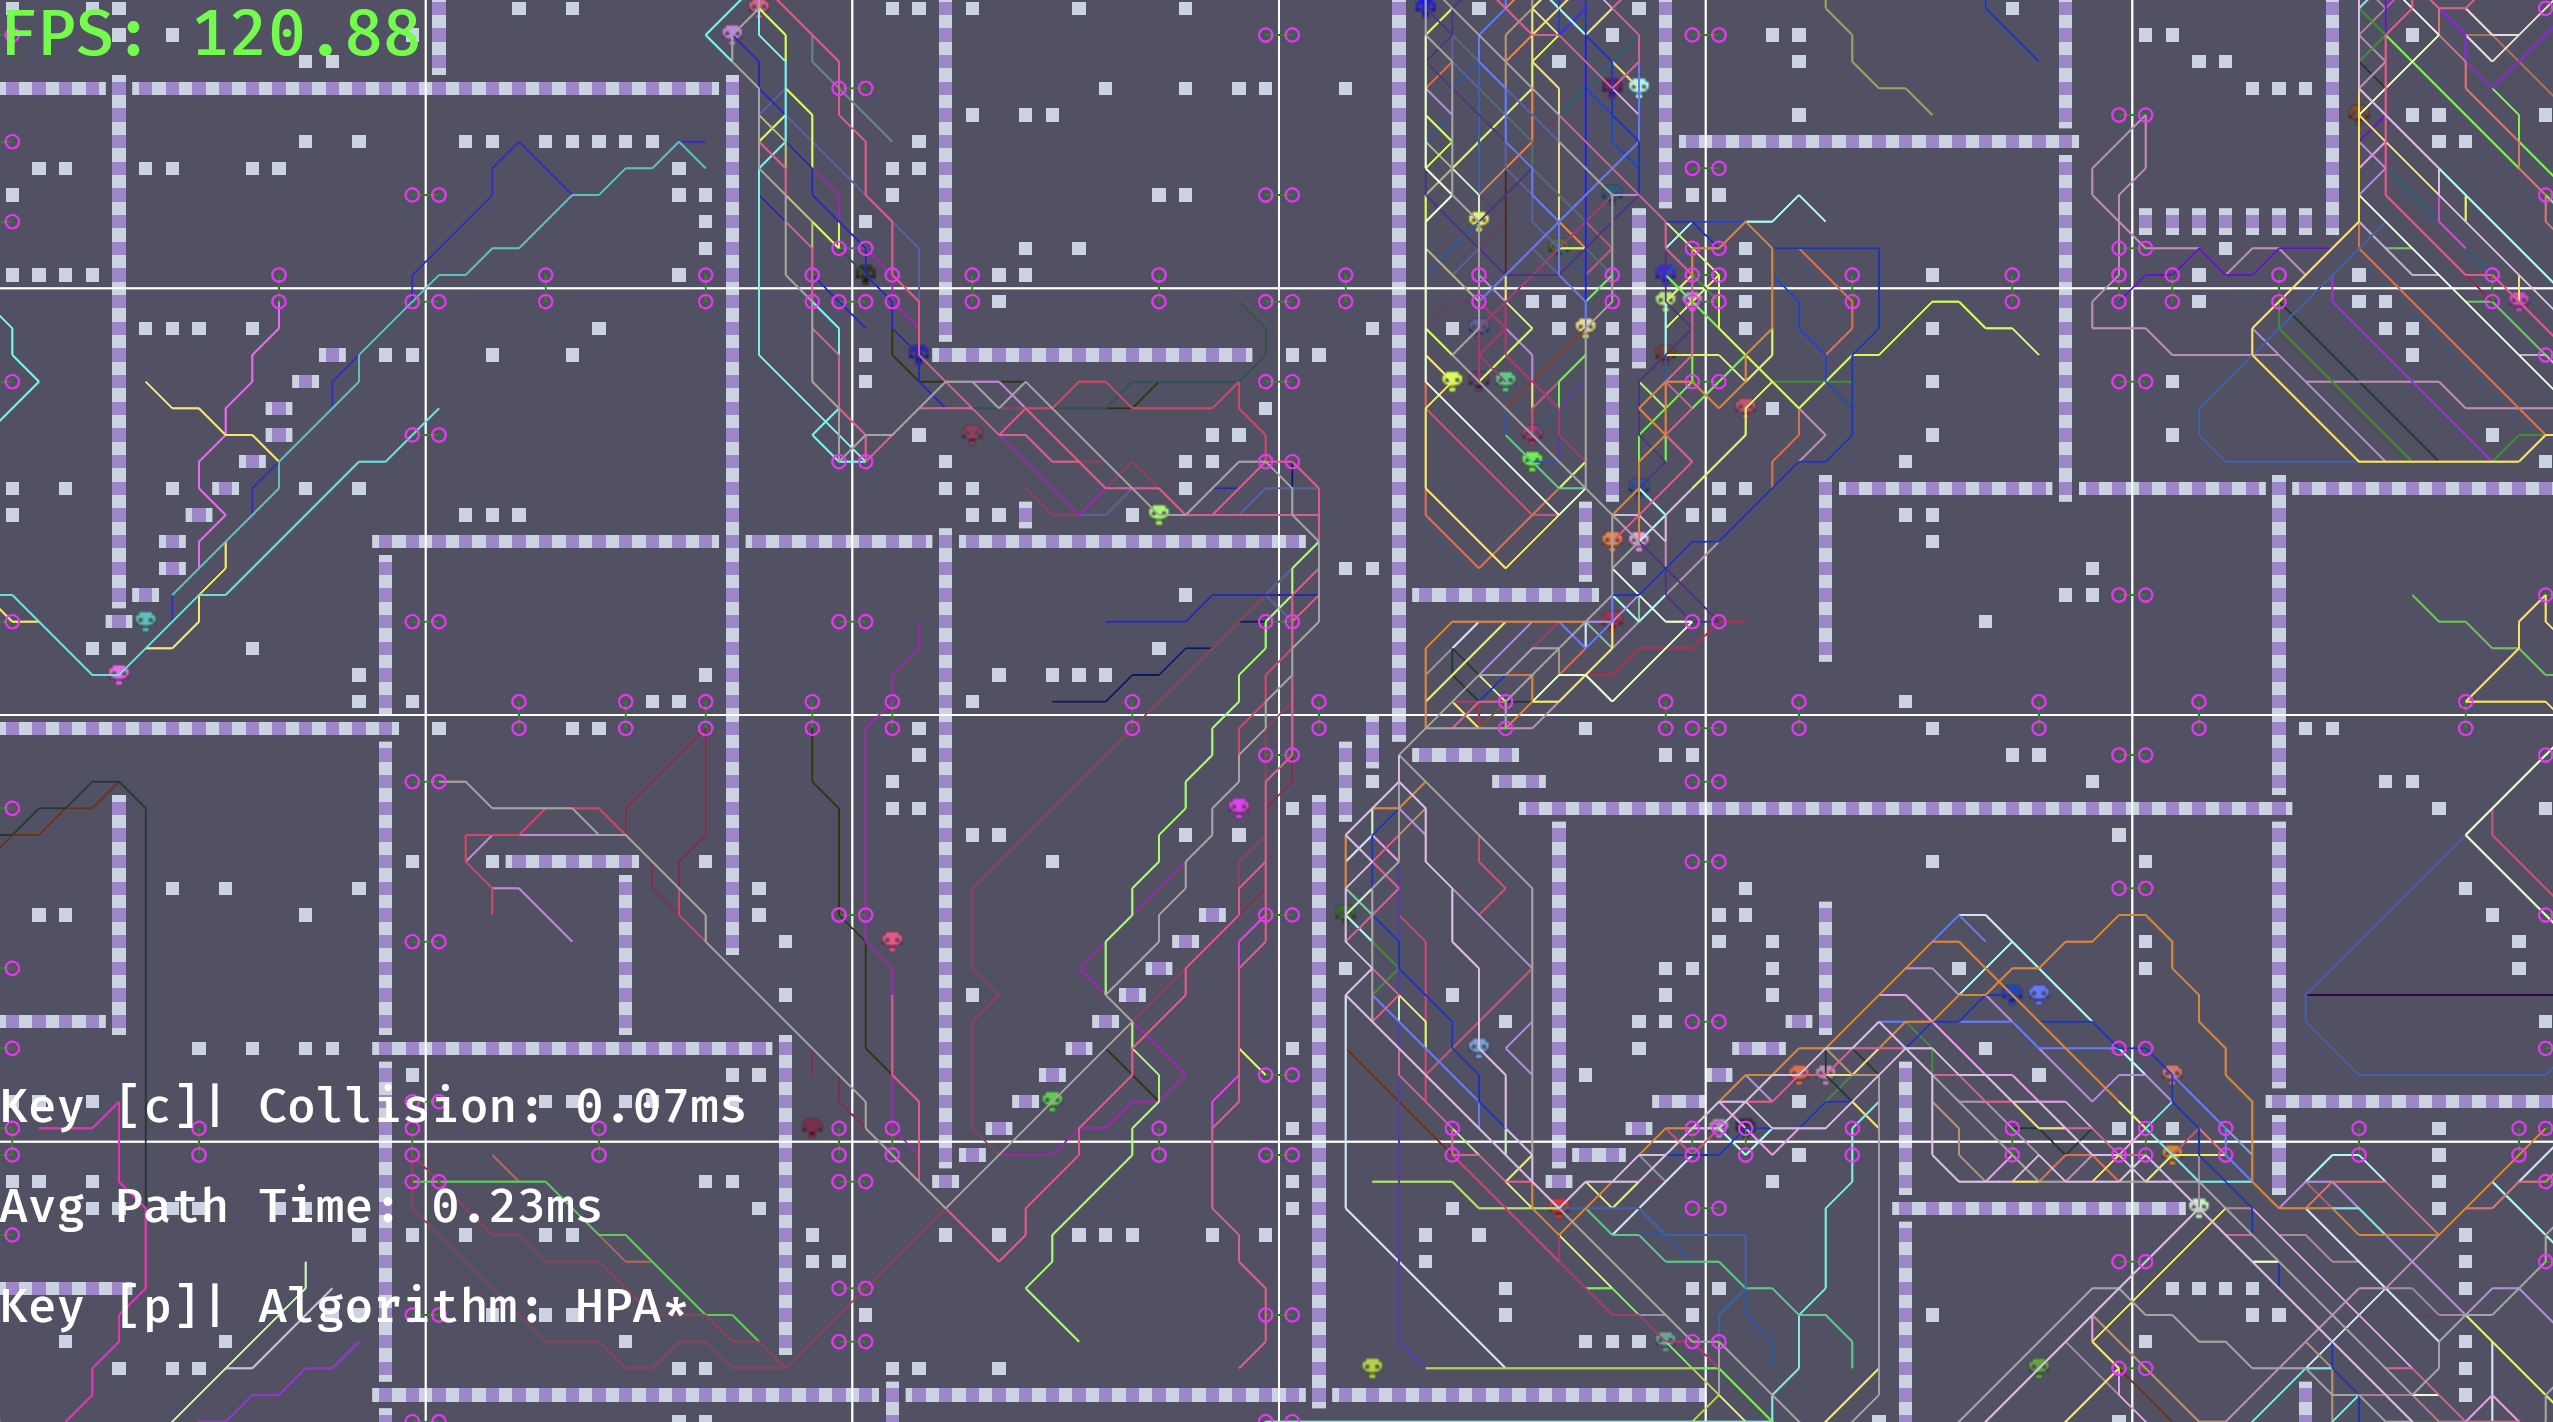 FPS: 120.88
Key [c]| Collision: 0.07ms
Avg Path Time: 0.23ms
Key [p]| Algorithm: HPA*